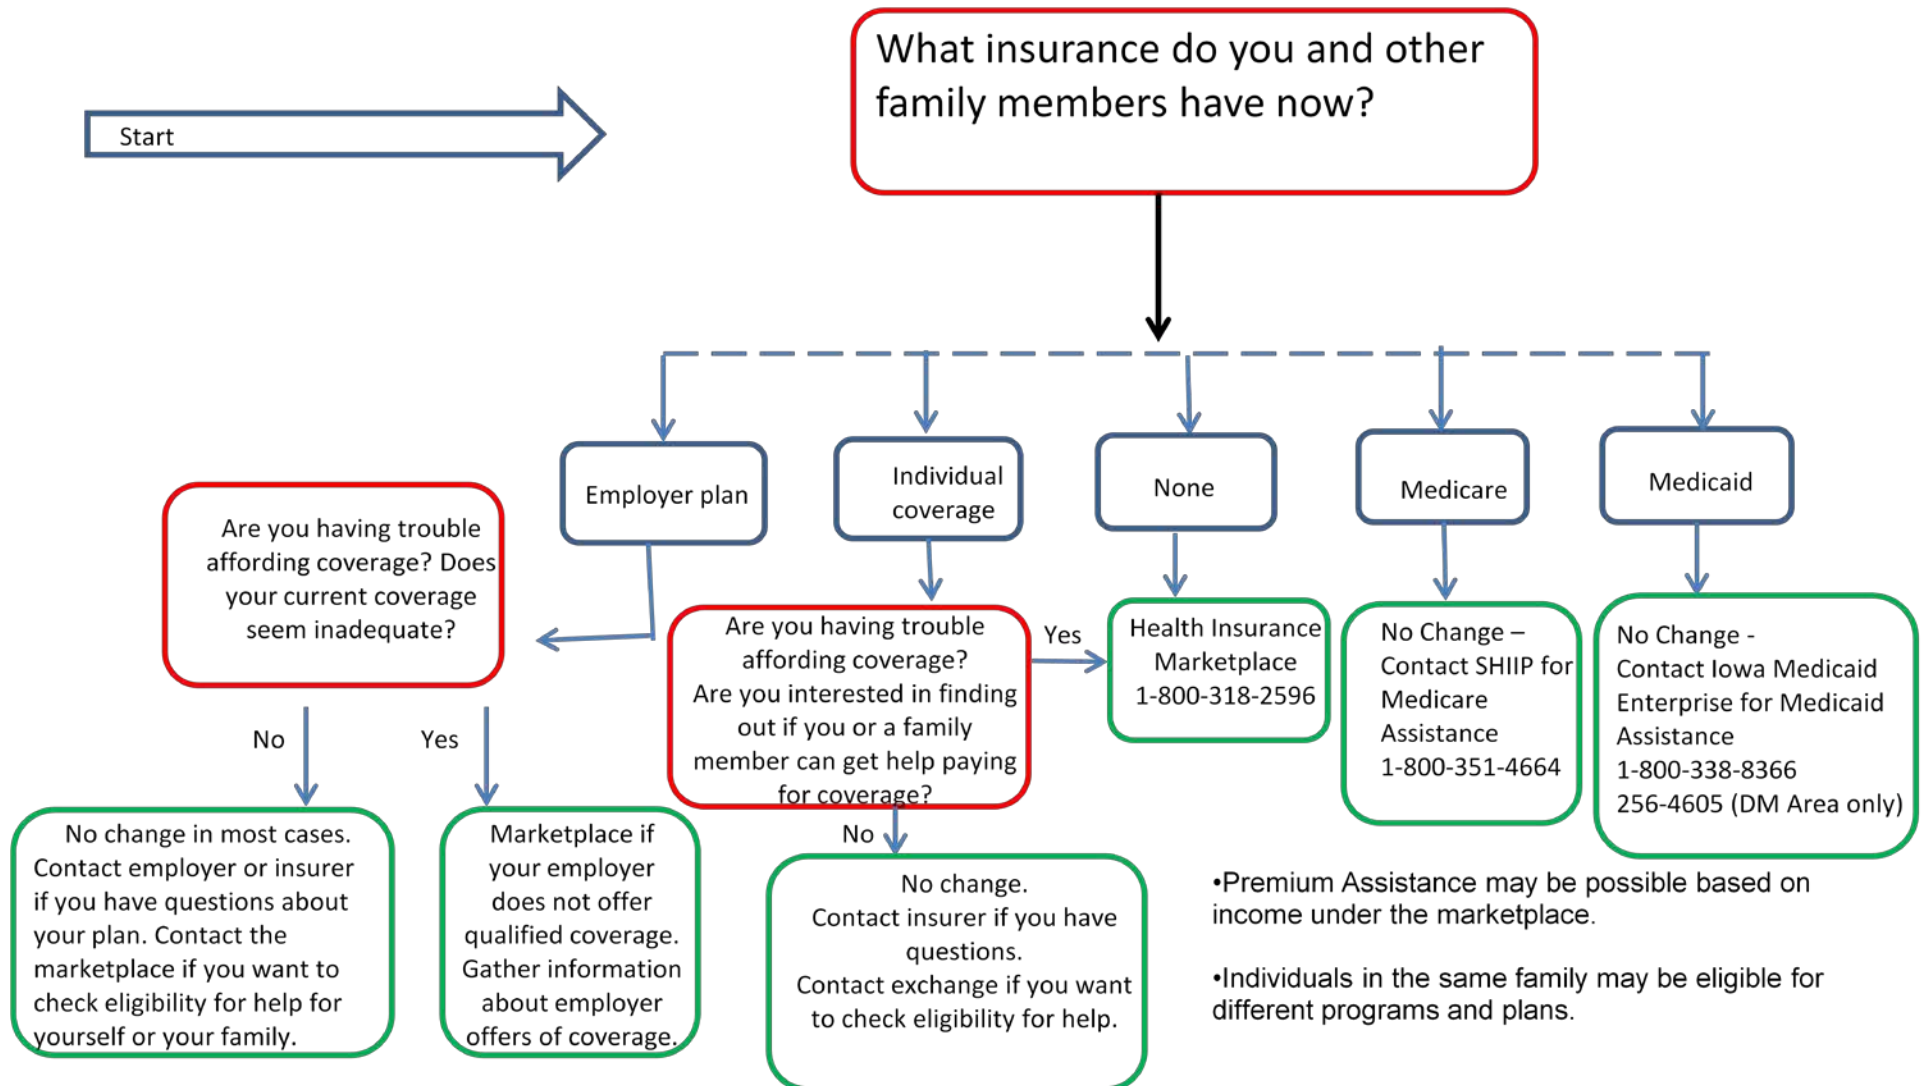 What insurance do you and other
family members have now?
Start
Employer plan
Individual
coverage
None
Medicare
Medicaid
Are you having trouble
affording coverage? Does
your current coverage
seem inadequate?
No
Yes
Are you having trouble
affording coverage?
Are you interested in finding
out if you or a family
member can get help paying
for coverage?
Yes
No
Health Insurance
Marketplace
1-800-318-2596
No Change –
Contact SHIIP for
Medicare
Assistance
1-800-351-4664
No Change -
Contact Iowa Medicaid
Enterprise for Medicaid
Assistance
1-800-338-8366
256-4605 (DM Area only)
No change in most cases.
Contact employer or insurer
if you have questions about
your plan. Contact the
marketplace if you want to
check eligibility for help for
yourself or your family.
Marketplace if
your employer
does not offer
qualified coverage.
Gather information
about employer
offers of coverage.
No change.
Contact insurer if you have
questions.
Contact exchange if you want
to check eligibility for help.
•Premium Assistance may be possible based on
income under the marketplace.
•Individuals in the same family may be eligible for
different programs and plans.